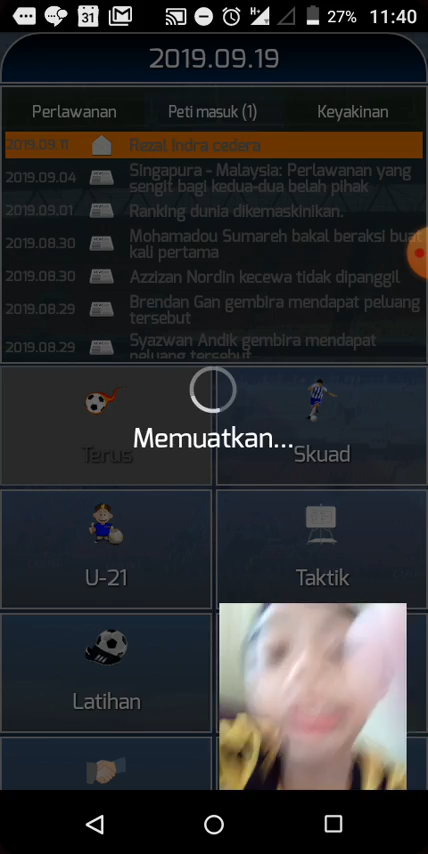 31
H+
27%
11:40
2019.09.19
Perlawanan
Peti masuk (1)
Keyakinan
2019.09.11 Rezal Indra cedera
2019.09.04 Singapura - Malaysia: Perlawanan yang
sengit bagi kedua-dua belah pihak
2019.09.01 Ranking dunia dikemaskinikan.
2019.08.30 Mohamadou Sumareh bakal beraksi buat
kali pertama
2019.08.30 Azzizan Nordin kecewa tidak dipanggil
2019.08.29 Brendan Gan gembira mendapat peluang
tersebut
2019.08.29 Syazwan Andik gembira mendapat
peluang tersebut
Memuatkan...
Terus
Skuad
U-21
Taktik
Latihan